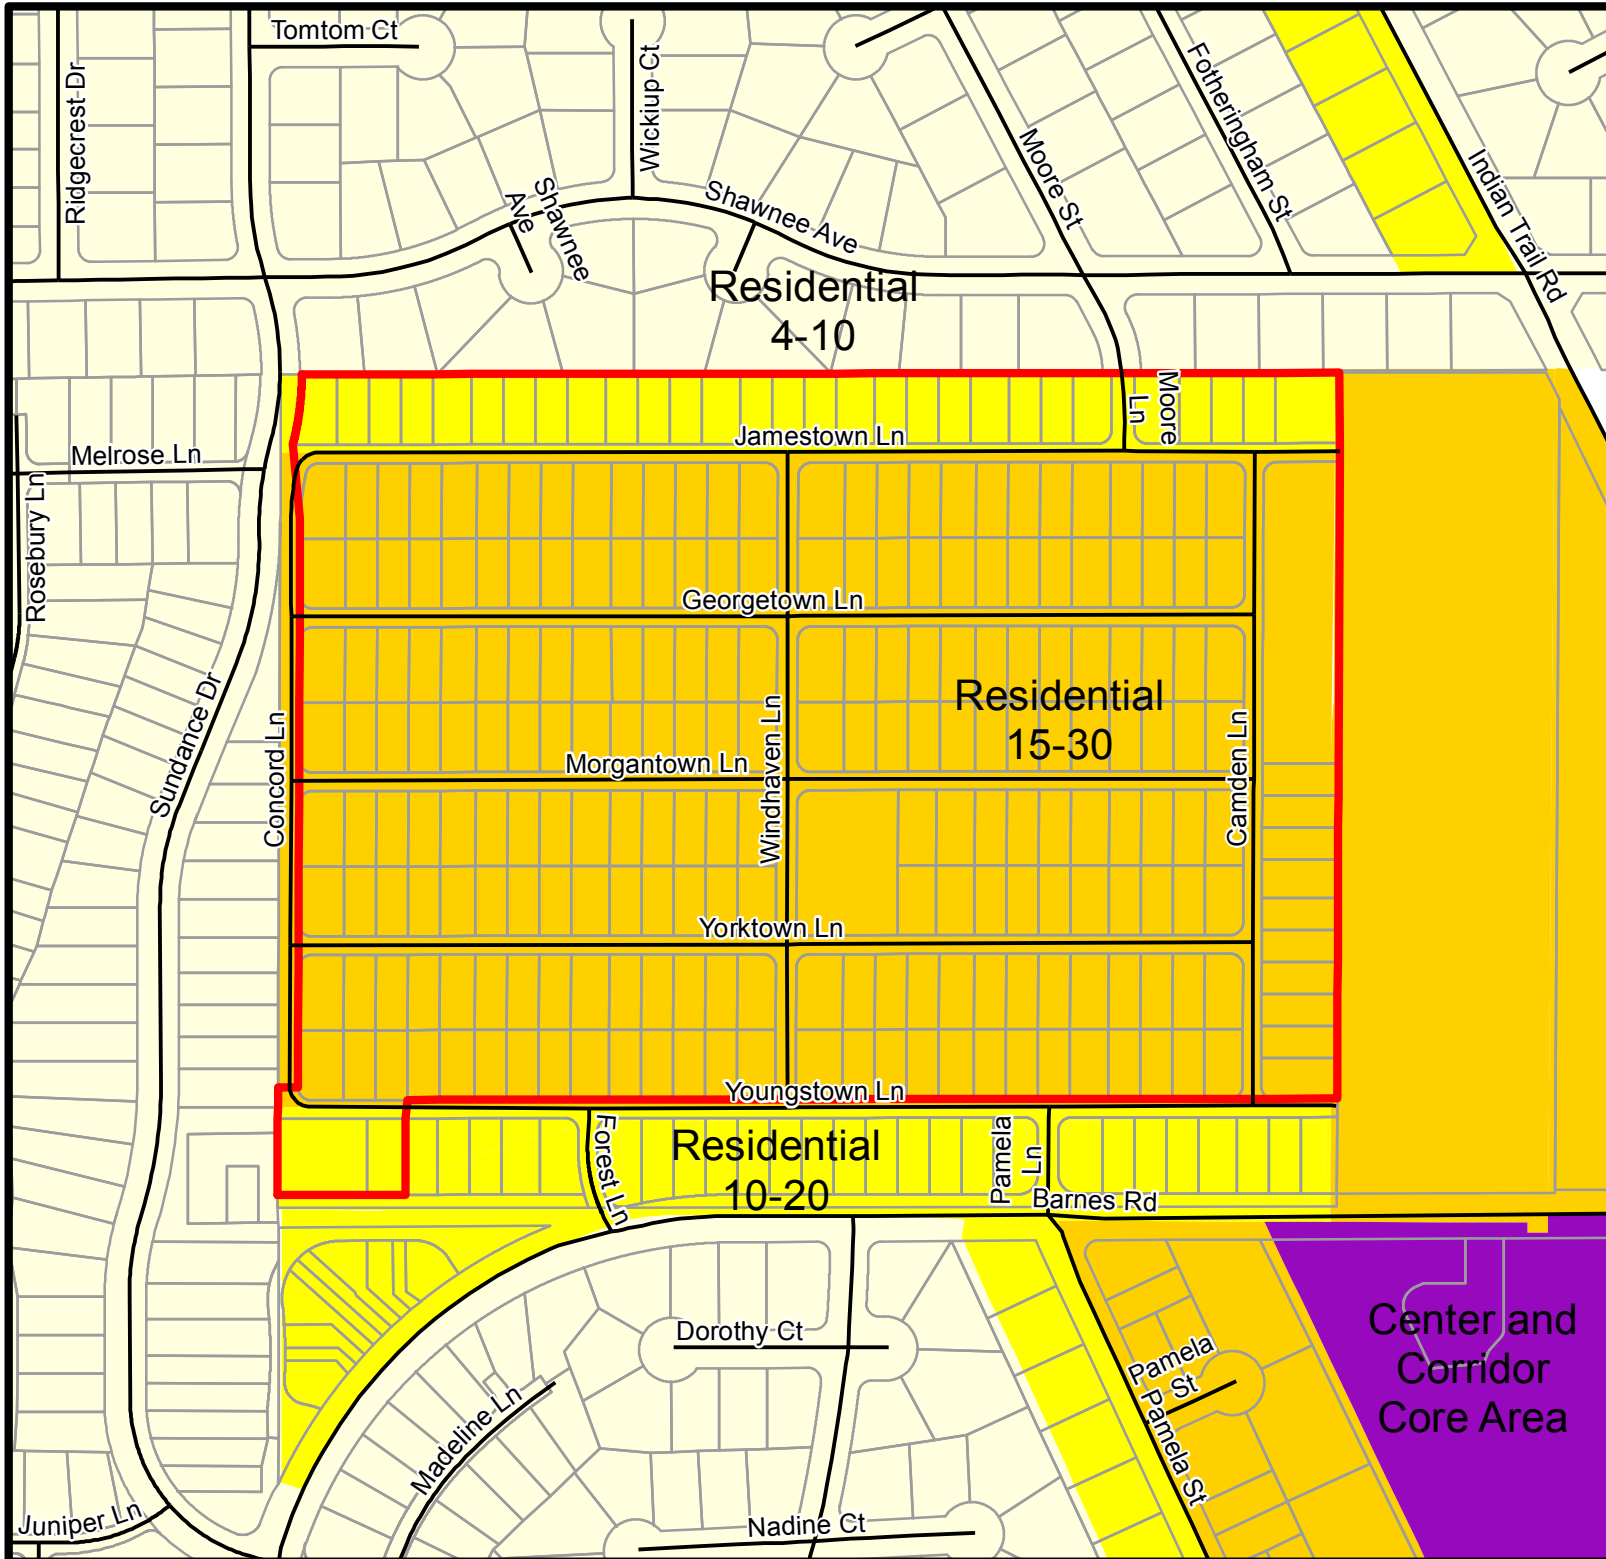 Tomtom Ct
Wickiup Ct
Ridgecrest Dr
Fotheringham St
Moore St
Indian Trail Rd
Shawnee
Ave
Shawnee Ave
Residential
4-10
Moore
Ln
Jamestown Ln
Melrose Ln
Rosebury Ln
Georgetown Ln
Residential
15-30
Sundance Dr
Concord Ln
Morgantown Ln
Windhaven Ln
Camden Ln
Yorktown Ln
Youngstown Ln
Forest Ln
Residential
10-20
Pamela
Ln
Barnes Rd
Dorothy Ct
Pamela
St
Pamela St
Center and
Corridor
Core Area
Madeline Ln
Juniper Ln
Nadine Ct